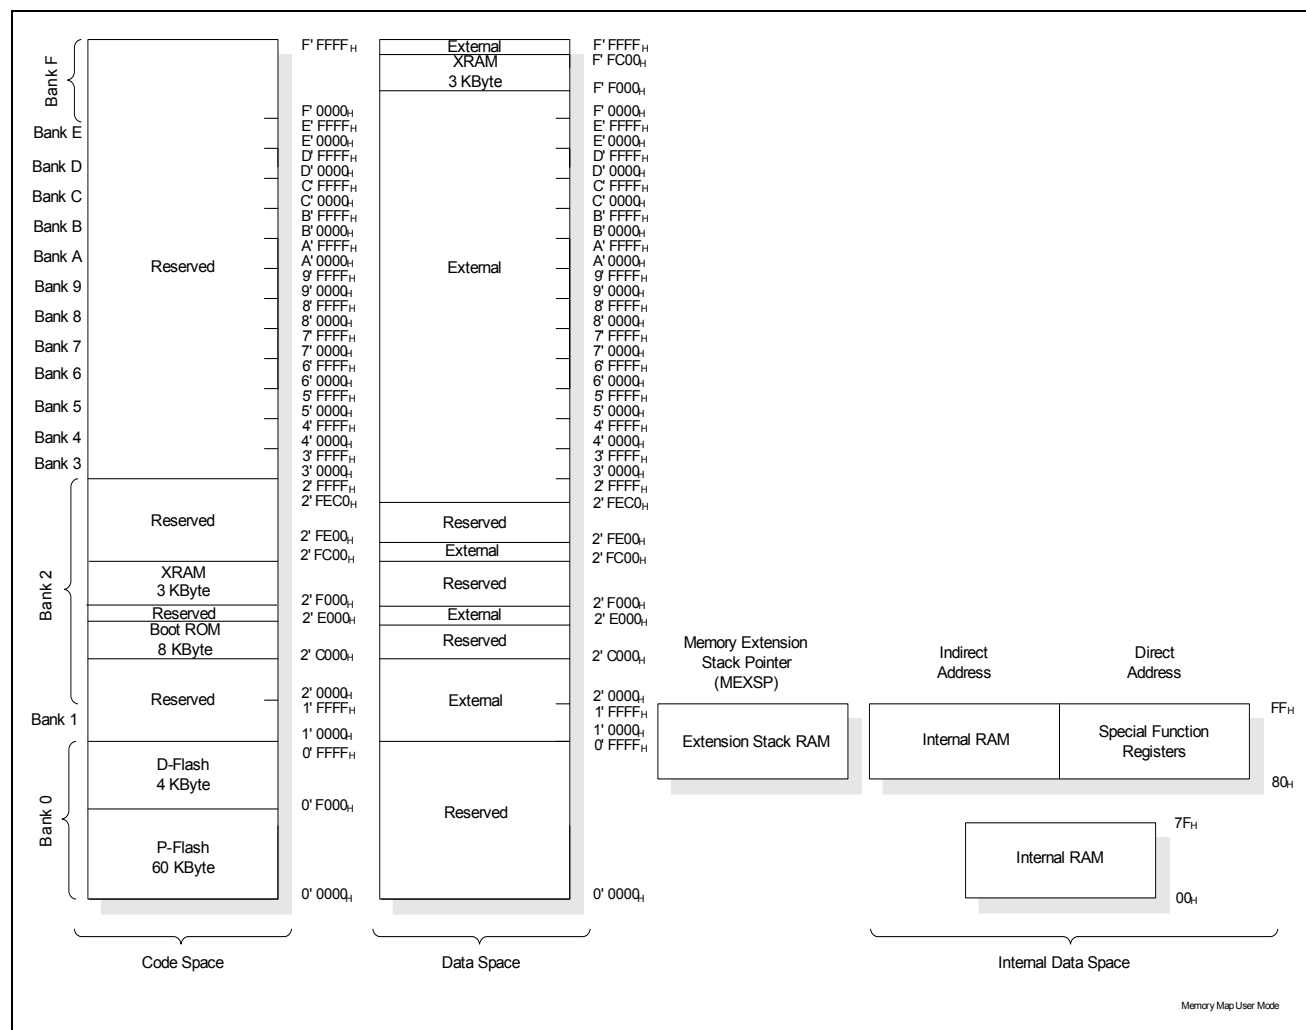 Bank F
Bank E
Bank D
Bank C
Bank B
Bank A
Bank 9
Bank 8
Bank 7
Bank 6
Bank 5
Bank 4
Bank 3
Bank 2
Bank 1
Bank 0
Reserved
Reserved
XRAM
3 KByte
Reserved
Boot ROM
8 KByte
Reserved
D-Flash
4 KByte
P-Flash
60 KByte
F' FFFFH
F' 0000H
E' FFFFH
E' 0000H
D' FFFFH
D' 0000H
C' FFFFH
C' 0000H
B' FFFFH
B' 0000H
A' FFFFH
A' 0000H
9' FFFFH
9' 0000H
8' FFFFH
8' 0000H
7' FFFFH
7' 0000H
6' FFFFH
6' 0000H
5' FFFFH
5' 0000H
4' FFFFH
4' 0000H
3' FFFFH
3' 0000H
2' FFFFH
2' FEC0H
2' FE00H
2' FC00H
2' F000H
2' E000H
2' C000H
2' 0000H
1' FFFFH
1' 0000H
0' FFFFH
0' F000H
0' 0000H
Code Space
External
XRAM
3 KByte
External
Reserved
External
Reserved
External
Reserved
External
Reserved
F' FFFFH
F' FC00H
F' F000H
F' 0000H
E' FFFFH
E' 0000H
D' FFFFH
D' 0000H
C' FFFFH
C' 0000H
B' FFFFH
B' 0000H
A' FFFFH
A' 0000H
9' FFFFH
9' 0000H
8' FFFFH
8' 0000H
7' FFFFH
7' 0000H
6' FFFFH
6' 0000H
5' FFFFH
5' 0000H
4' FFFFH
4' 0000H
3' FFFFH
3' 0000H
2' FFFFH
2' FEC0H
2' FE00H
2' FC00H
2' F000H
2' E000H
2' C000H
2' 0000H
1' FFFFH
1' 0000H
0' FFFFH
0' 0000H
Data Space
Memory Extension
Stack Pointer
(MEXSP)
Extension Stack RAM
Indirect
Address
Direct
Address
Internal RAM
Special Function
Registers
FFH
80H
7FH
Internal RAM
00H
Internal Data Space
Memory Map User Mode